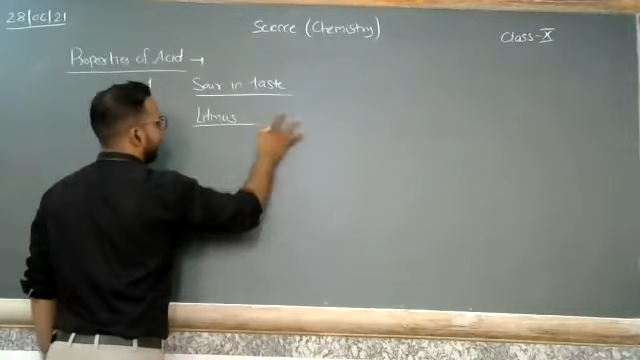 28/06/21
Science (Chemistry)
Class-X
Properties of Acid →
Sour in taste
Litmus